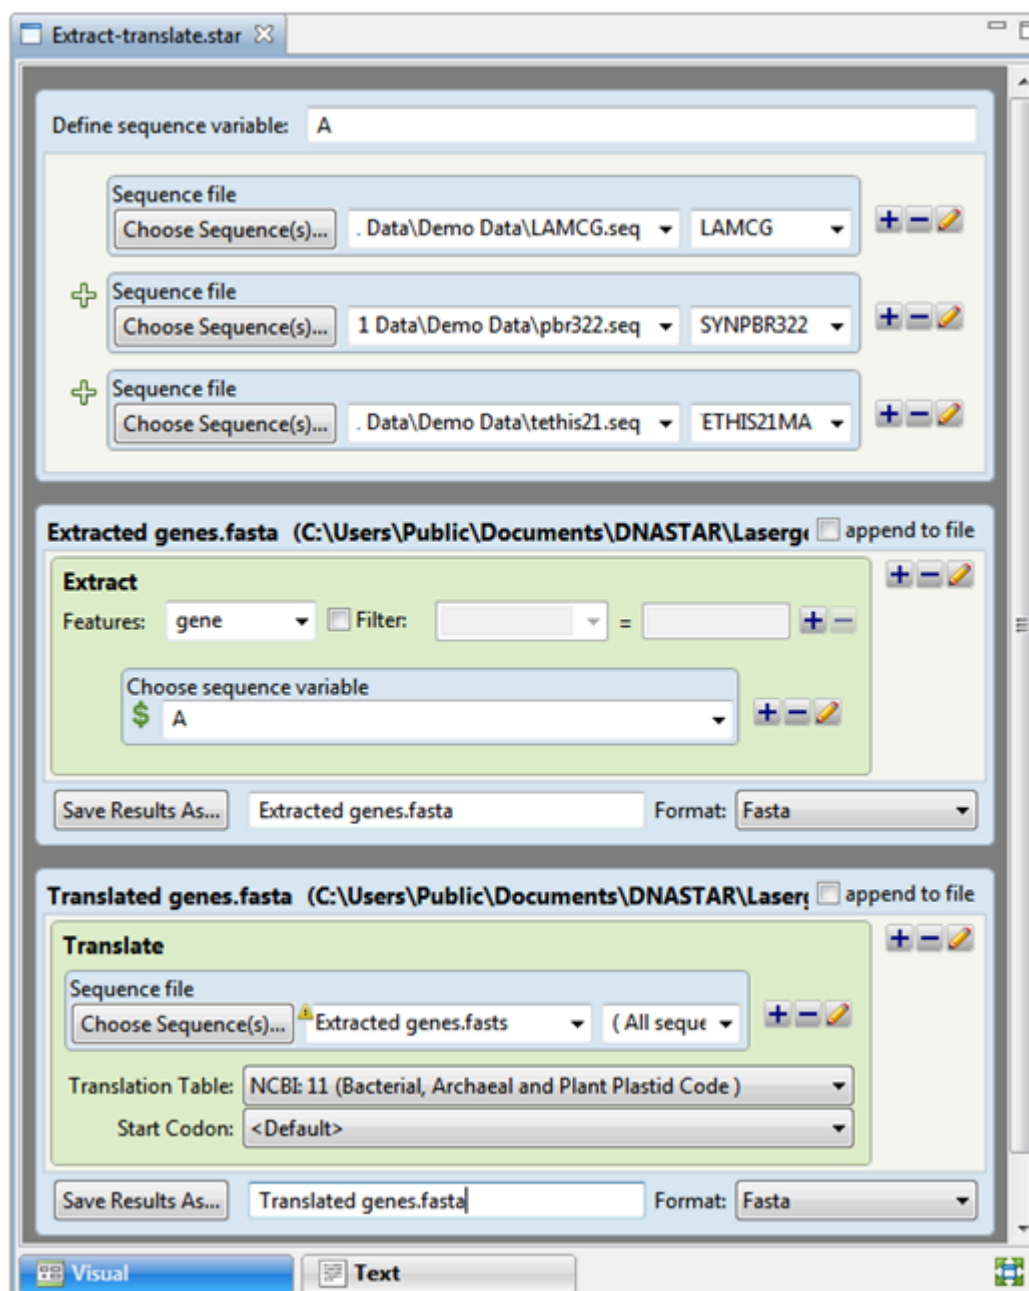 Extract-translate.star
Define sequence variable: A
Sequence file
Choose Sequence(s)... . Data\Demo Data\LAMCG.seq LAMCG
Sequence file
Choose Sequence(s)... 1 Data\Demo Data\pbr322.seq SYNPBR322
Sequence file
Choose Sequence(s)... . Data\Demo Data\tethis21.seq ETHIS21MA
Extracted genes.fasta (C:\Users\Public\Documents\DNASTAR\Laserge append to file
Extract
Features: gene Filter: =
Choose sequence variable
$ A
Save Results As... Extracted genes.fasta Format: Fasta
Translated genes.fasta (C:\Users\Public\Documents\DNASTAR\Laserg append to file
Translate
Sequence file
Choose Sequence(s)... Extracted genes.fasts ( All seque
Translation Table: NCBI: 11 (Bacterial, Archaeal and Plant Plastid Code )
Start Codon: <Default>
Save Results As... Translated genes.fasta Format: Fasta
Visual Text